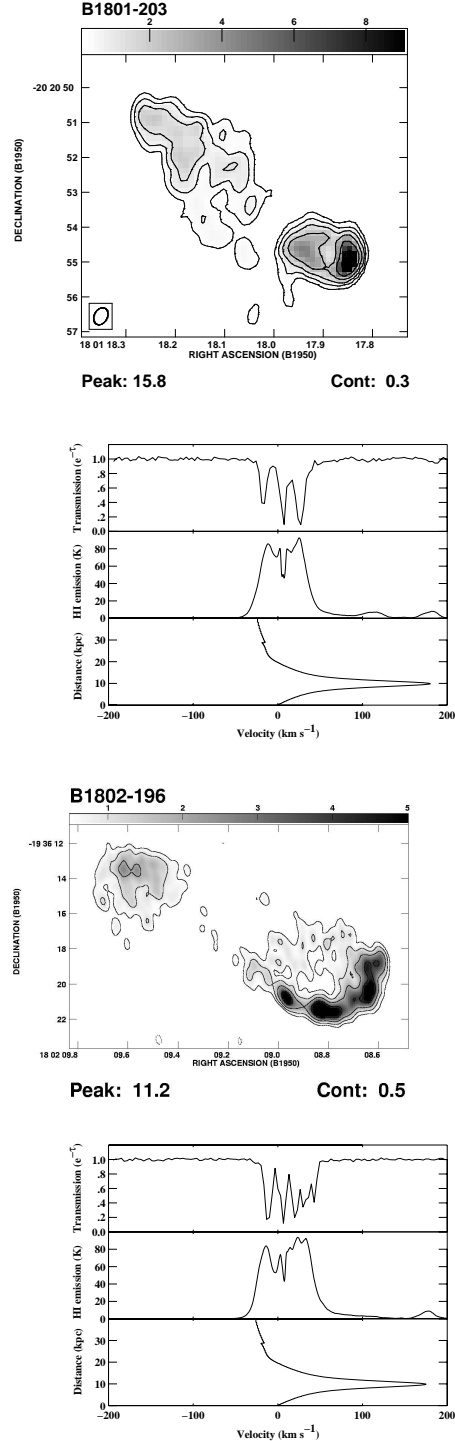 B1801-203
2 4 6 8
-20 20 50
51
52
53
54
55
56
57
DECLINATION (B1950)
18 01 18.3 18.2 18.1 18.0 17.9 17.8
RIGHT ASCENSION (B1950)
Peak: 15.8 Cont: 0.3
Transmission (e^-τ)
1.0
.8
.6
.4
.2
0.0
HI emission (K)
80
60
40
20
0
Distance (kpc)
30
20
10
0
−200 −100 0 100 200
Velocity (km s^−1)
B1802-196
1 2 3 4 5
-19 36 12
14
16
18
20
22
DECLINATION (B1950)
18 02 09.8 09.6 09.4 09.2 09.0 08.8 08.6
RIGHT ASCENSION (B1950)
Peak: 11.2 Cont: 0.5
Transmission (e^-τ)
1.0
.8
.6
.4
.2
0.0
HI emission (K)
80
60
40
20
0
Distance (kpc)
30
20
10
0
−200 −100 0 100 200
Velocity (km s^−1)